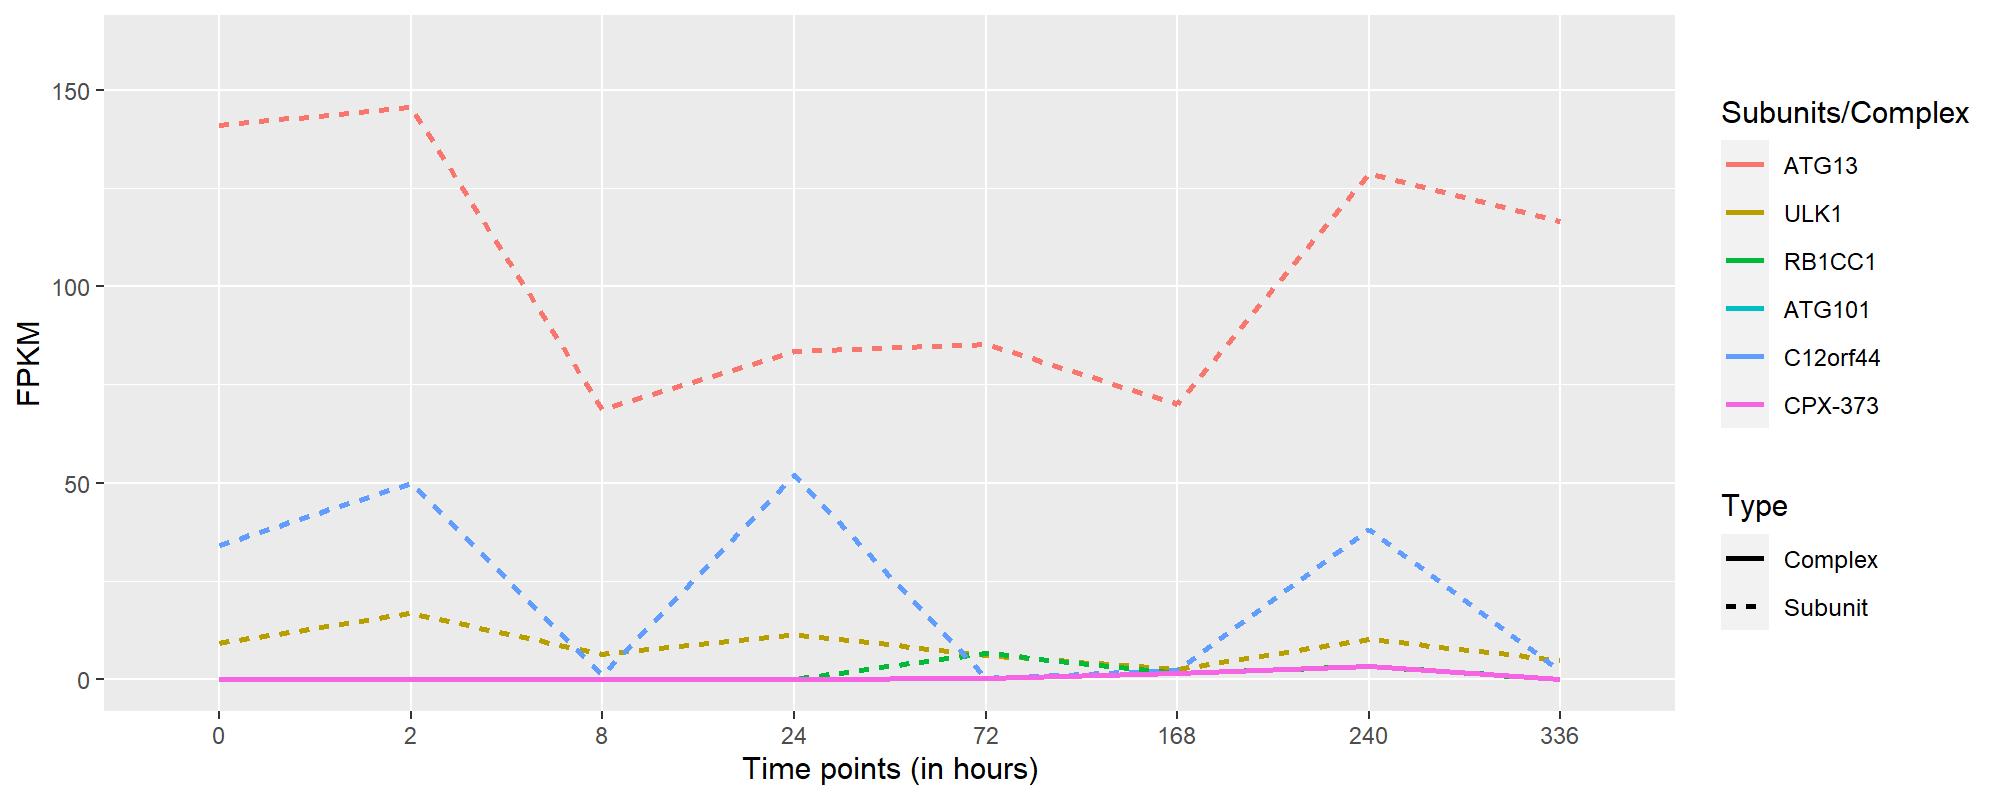 FPKM
150
100
50
0
0 2 8 24 72 168 240 336
Time points (in hours)
Subunits/Complex
ATG13
ULK1
RB1CC1
ATG101
C12orf44
CPX-373
Type
Complex
Subunit